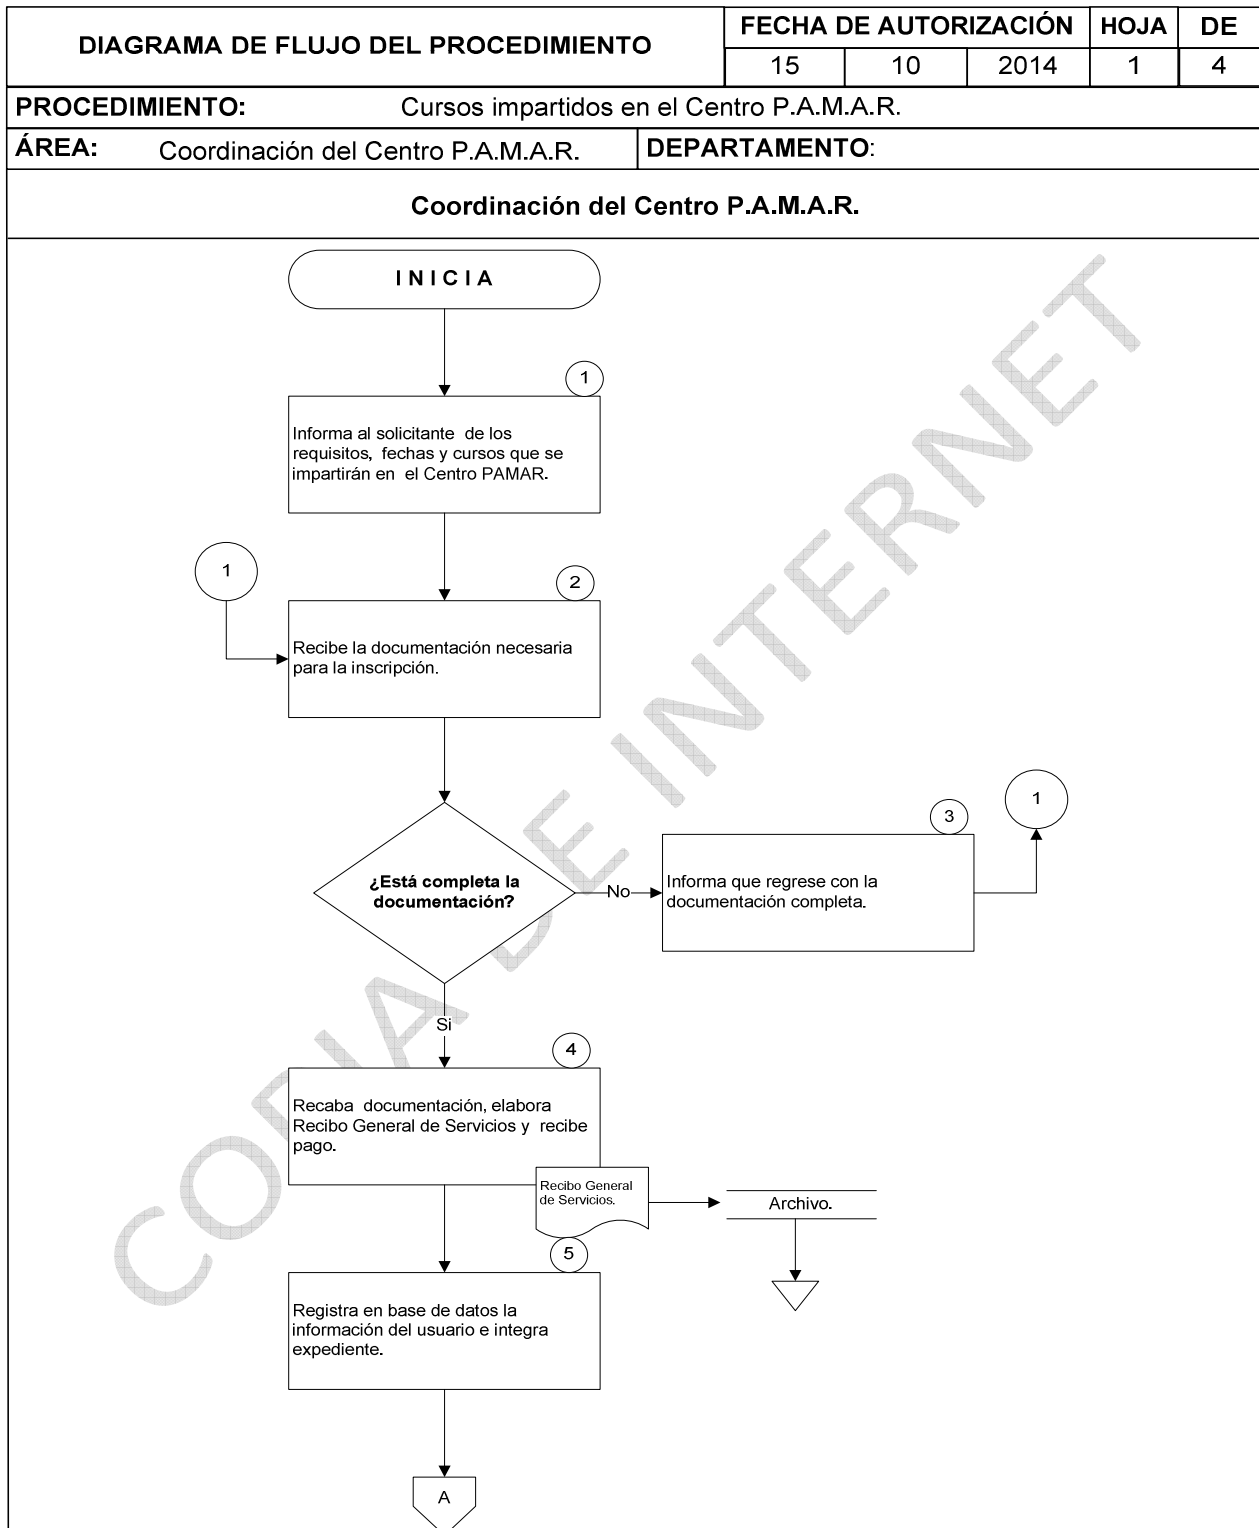 DIAGRAMA DE FLUJO DEL PROCEDIMIENTO
FECHA DE AUTORIZACIÓN HOJA DE
15 10 2014 1 4
PROCEDIMIENTO: Cursos impartidos en el Centro P.A.M.A.R.
ÁREA: Coordinación del Centro P.A.M.A.R. DEPARTAMENTO:
Coordinación del Centro P.A.M.A.R.
I N I C I A
1
Informa al solicitante de los
requisitos, fechas y cursos que se
impartirán en el Centro PAMAR.
1
2
Recibe la documentación necesaria
para la inscripción.
¿Está completa la
documentación?
No
3
Informa que regrese con la
documentación completa.
1
Si
4
Recaba documentación, elabora
Recibo General de Servicios y recibe
pago.
Recibo General
de Servicios.
Archivo.
5
Registra en base de datos la
información del usuario e integra
expediente.
A
COPIA DE INTERNET